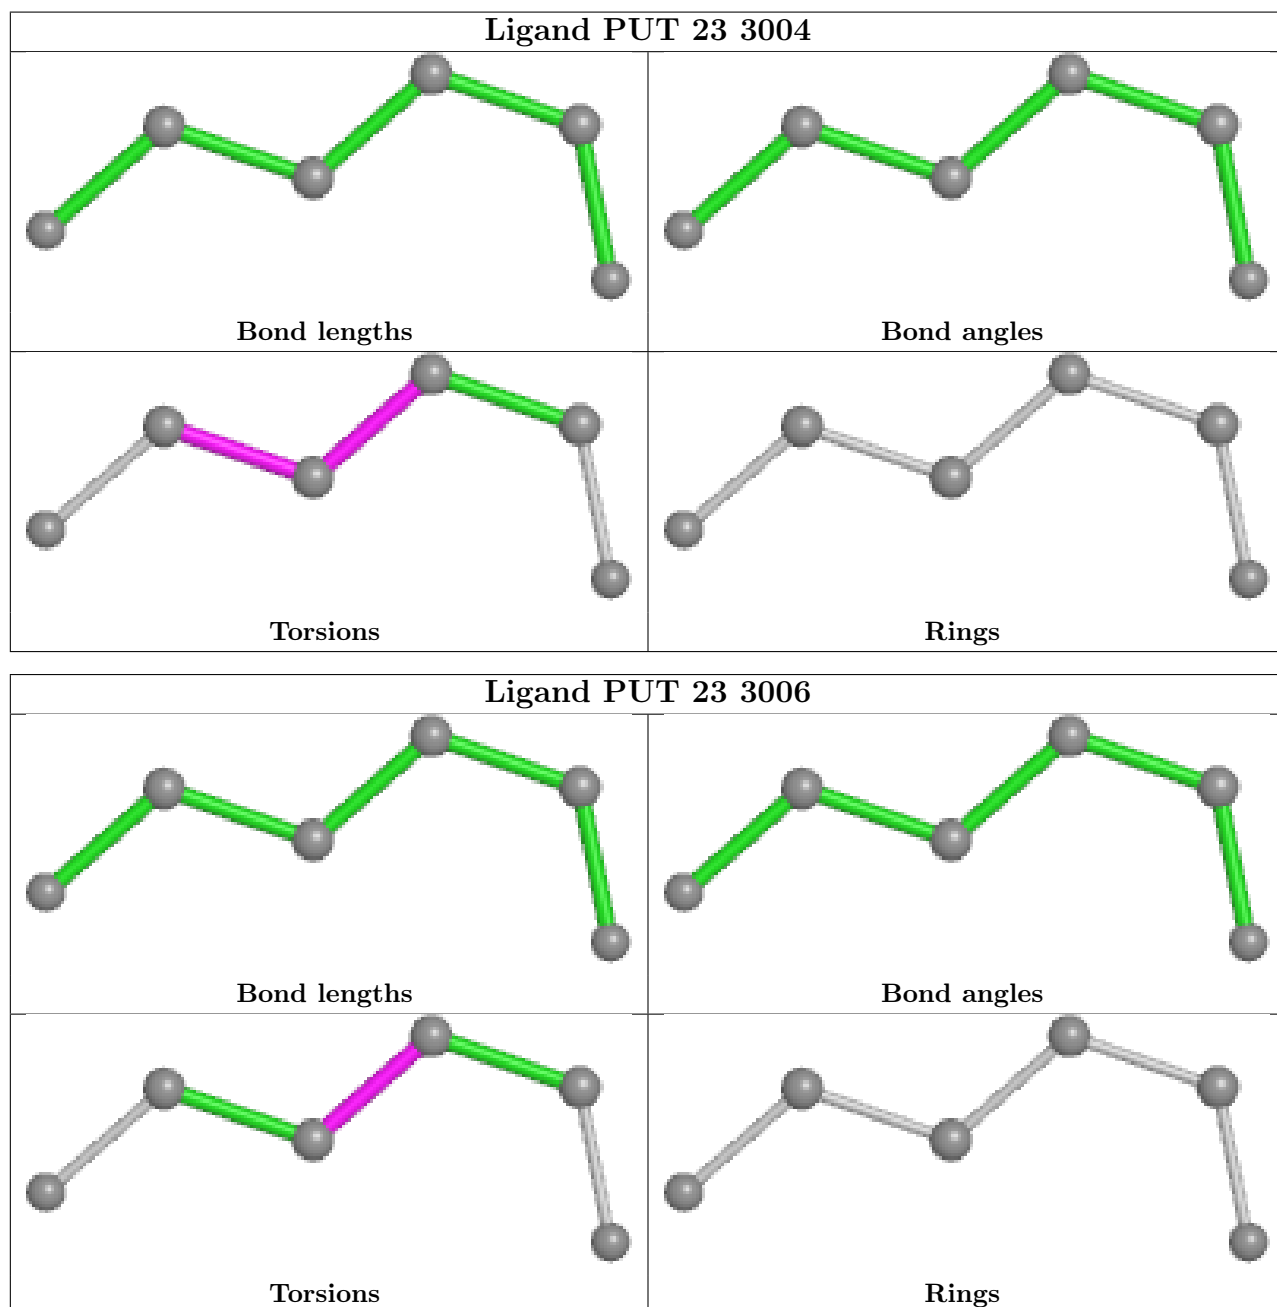 Ligand PUT 23 3004
Bond lengths
Bond angles
Torsions
Rings
Ligand PUT 23 3006
Bond lengths
Bond angles
Torsions
Rings